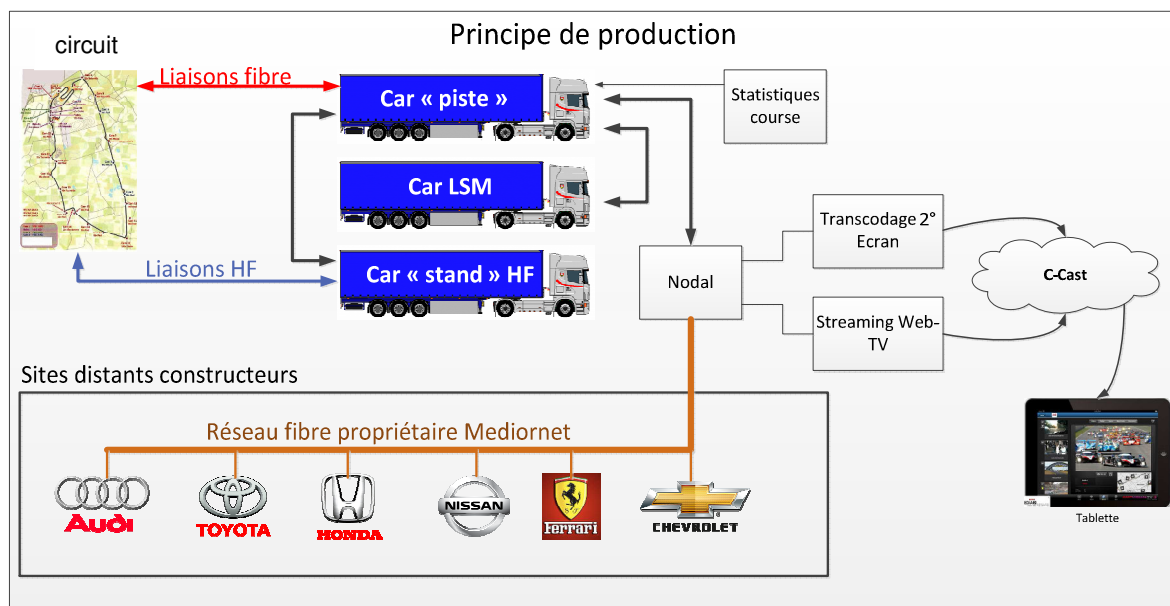 Principe de production
circuit
Liaisons fibre
Car « piste »
Statistiques
course
Car LSM
Transcodage 2°
Ecran
Liaisons HF
Car « stand » HF
Nodal
C-Cast
Streaming Web-
TV
Sites distants constructeurs
Réseau fibre propriétaire Mediornet
Audi
TOYOTA
HONDA
NISSAN
Ferrari
CHEVROLET
Tablette